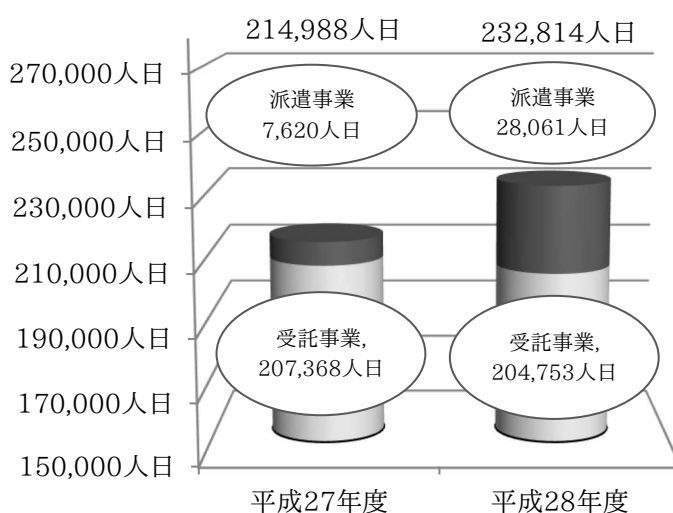 214,988人日
232,814人日
270,000人日
250,000人日
230,000人日
210,000人日
190,000人日
170,000人日
150,000人日
派遣事業
7,620人日
派遣事業
28,061人日
受託事業,
207,368人日
受託事業,
204,753人日
平成27年度
平成28年度